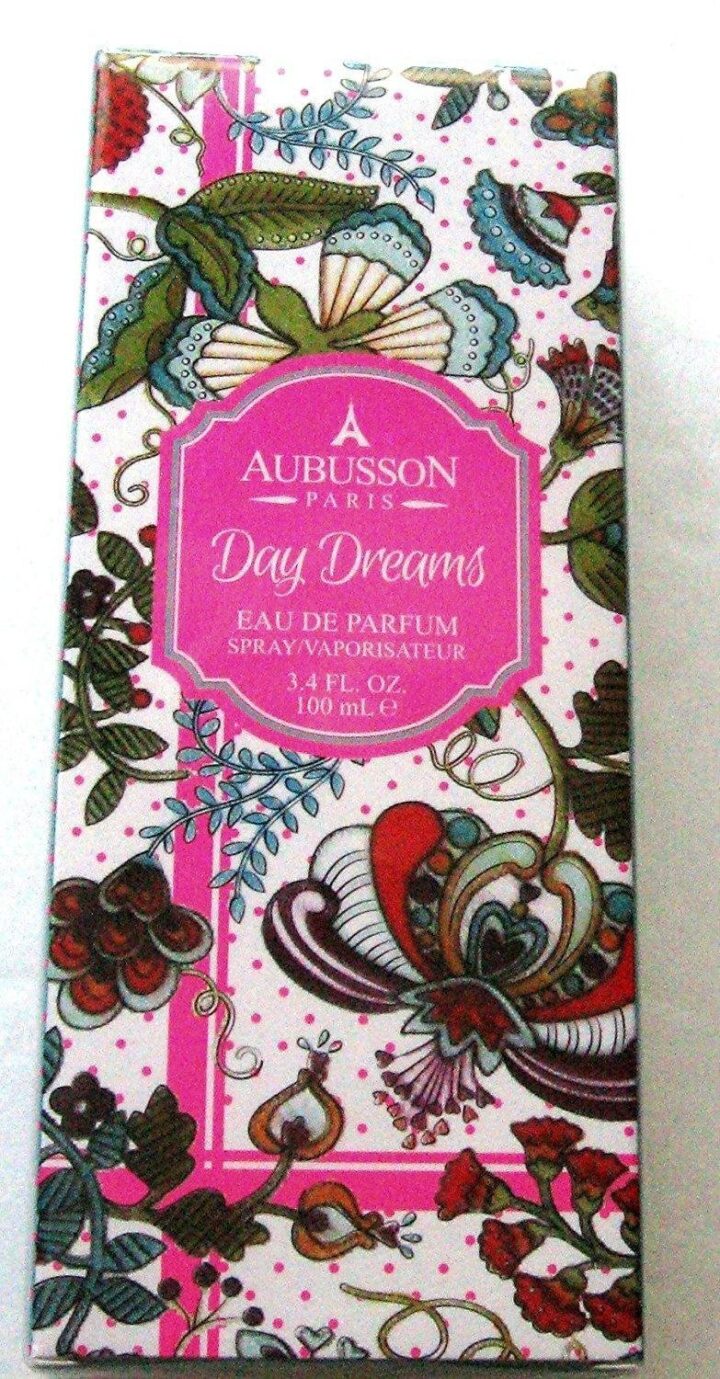 AUBUSSON
PARIS
Day Dreams
EAU DE PARFUM
SPRAY/VAPORISATEUR
3.4 FL. OZ.
100 mL ℮